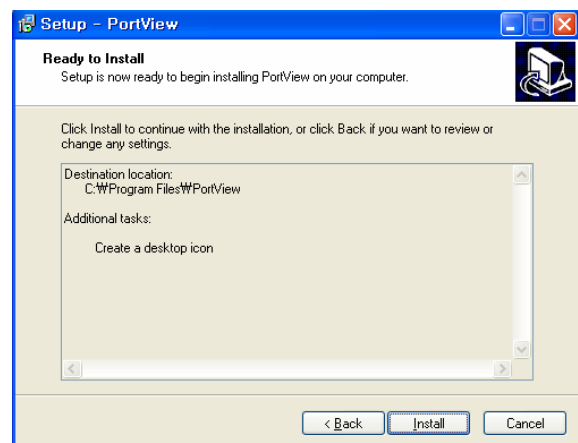 Setup - PortView
Ready to Install
Setup is now ready to begin installing PortView on your computer.
Click Install to continue with the installation, or click Back if you want to review or
change any settings.
Destination location:
C:₩Program Files₩PortView
Additional tasks:
Create a desktop icon
< Back
Install
Cancel